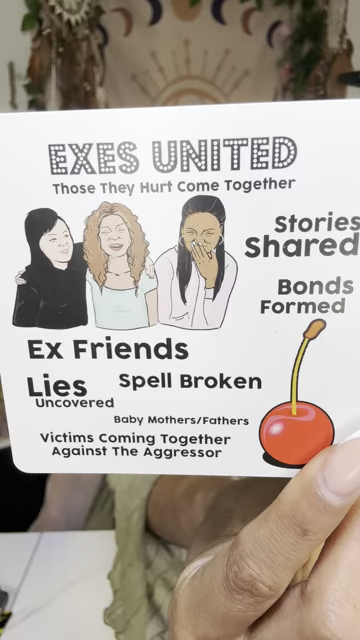 EXES UNITED
Those They Hurt Come Together
Stories
Shared
Bonds
Formed
Ex Friends
Lies
Uncovered
Spell Broken
Baby Mothers/Fathers
Victims Coming Together
Against The Aggressor